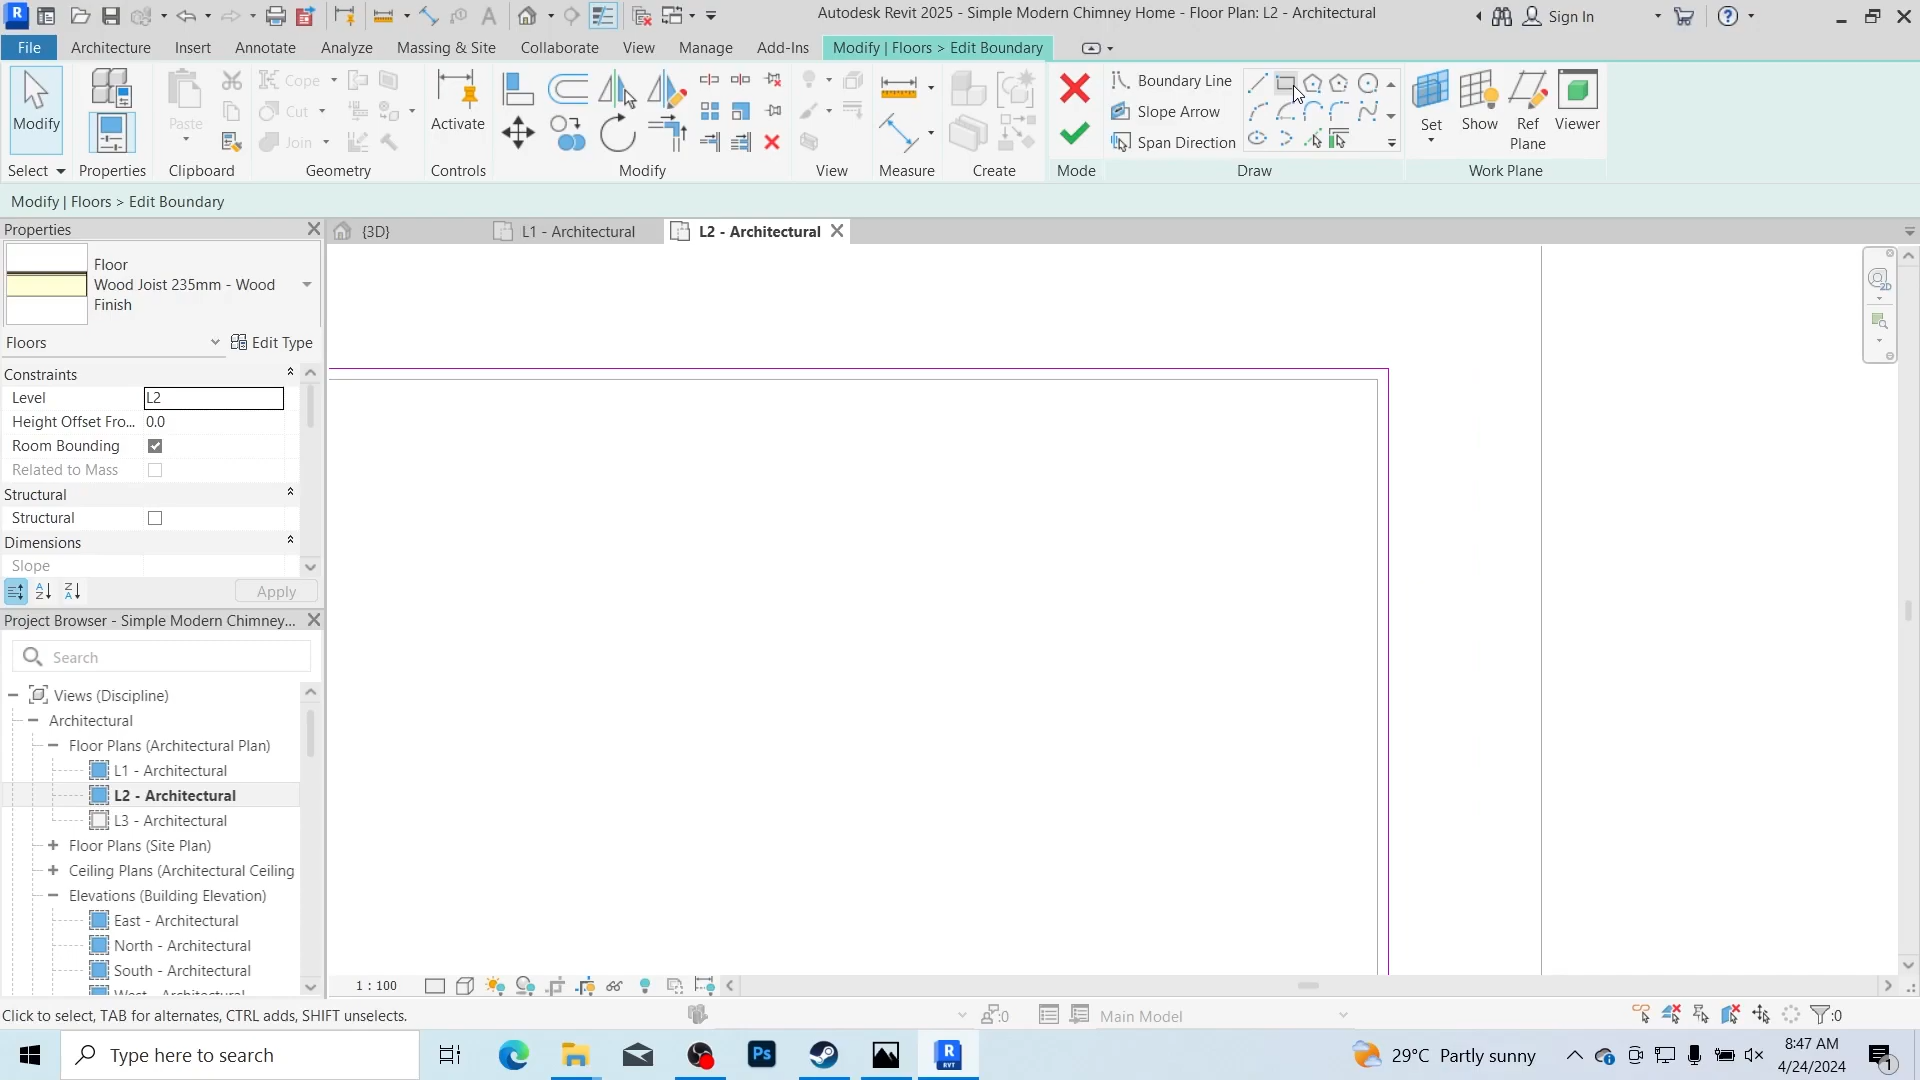 Autodesk Revit 2025 - Simple Modern Chimney Home - Floor Plan: L2 - Architectural
Sign In
File Architecture Insert Annotate Analyze Massing & Site Collaborate View Manage Add-Ins Modify | Floors > Edit Boundary
Modify
Paste
Cope
Cut
Join
Activate
Boundary Line
Slope Arrow
Span Direction
Set
Show
Ref
Plane
Viewer
Select Properties Clipboard Geometry Controls Modify View Measure Create Mode Draw Work Plane
Modify | Floors > Edit Boundary
Properties
{3D}
L1 - Architectural
L2 - Architectural
Floor
Wood Joist 235mm - Wood
Finish
Floors
Edit Type
Constraints
Level L2
Height Offset Fro... 0.0
Room Bounding
Related to Mass
Structural
Structural
Dimensions
Slope
Apply
Project Browser - Simple Modern Chimney...
Search
Views (Discipline)
Architectural
Floor Plans (Architectural Plan)
L1 - Architectural
L2 - Architectural
L3 - Architectural
Floor Plans (Site Plan)
Ceiling Plans (Architectural Ceiling
Elevations (Building Elevation)
East - Architectural
North - Architectural
South - Architectural
West - Architectural
2D
1 : 100
Click to select, TAB for alternates, CTRL adds, SHIFT unselects.
:0
Main Model
:0
Type here to search
Ps
R
RVT
29°C Partly sunny
8:47 AM
4/24/2024
1